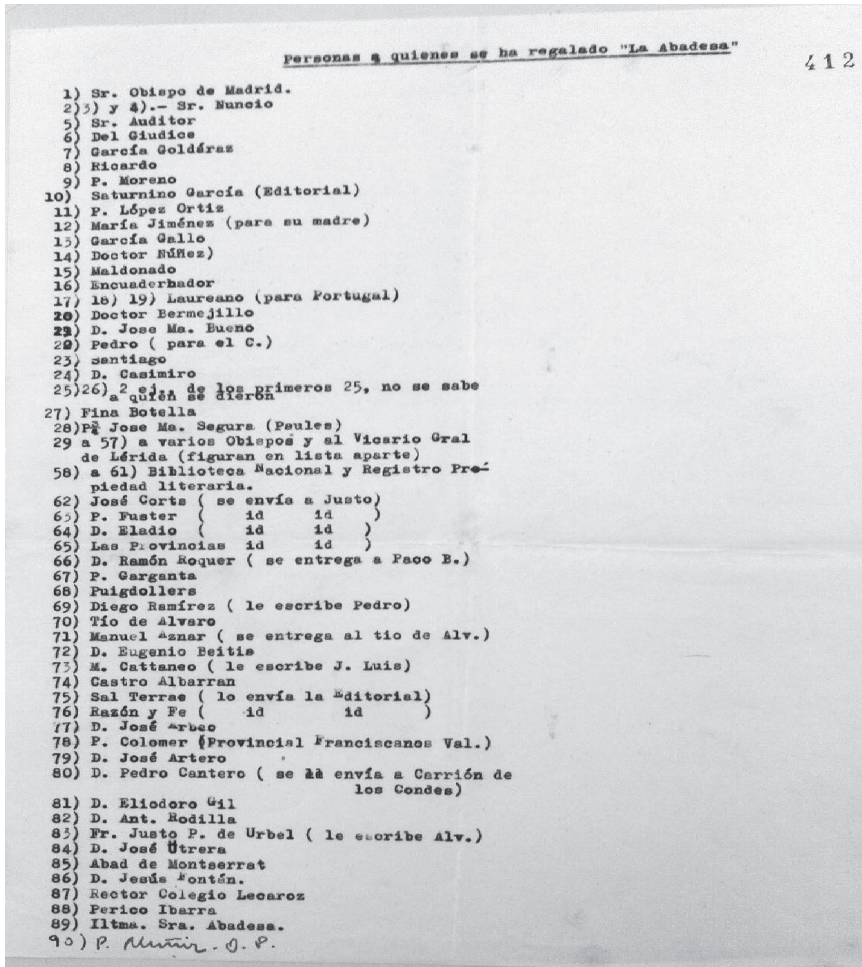 Personas a quienes se ha regalado "La Abadesa"
412
1) Sr. Obispo de Madrid.
2)3) y 4).- Sr. Nuncio
5) Sr. Auditor
6) Del Giudice
7) García Goldáraz
8) Ricardo
9) P. Moreno
10) Saturnino García (Editorial)
11) P. López Ortiz
12) María Jiménez (para su madre)
13) García Gallo
14) Doctor Núñez)
15) Maldonado
16) Encuaderbador
17) 18) 19) Laureano (para Portugal)
20) Doctor Bermejillo
21) D. Jose Ma. Bueno
22) Pedro ( para el C.)
23) Santiago
24) D. Casimiro
25)26) 2 ej. de los primeros 25, no se sabe
a quién se dieron
27) Fina Botella
28)P. Jose Ma. Segura (Paules)
29 a 57) a varios Obispos y al Vicario Gral
de Lérida (figuran en lista aparte)
58) a 61) Biblioteca Nacional y Registro Pro-
piedad literaria.
62) José Corts ( se envía a Justo)
63) P. Fuster ( id id )
64) D. Eladio ( id id )
65) Las Provincias id id )
66) D. Ramón Roquer ( se entrega a Paco B.)
67) P. Garganta
68) Puigdollers
69) Diego Ramírez ( le escribe Pedro)
70) Tío de Alvaro
71) Manuel Aznar ( se entrega al tio de Alv.)
72) D. Eugenio Beitia
73) M. Cattaneo ( le escribe J. Luis)
74) Castro Albarran
75) Sal Terrae ( lo envía la Editorial)
76) Razón y Fe ( id id )
77) D. José Arbeo
78) P. Colomer (Provincial Franciscanos Val.)
79) D. José Artero
80) D. Pedro Cantero ( se envía a Carrión de
los Condes)
81) D. Eliodoro Gil
82) D. Ant. Rodilla
83) Fr. Justo P. de Urbel ( le escribe Alv.)
84) D. José Utrera
85) Abad de Montserrat
86) D. Jesús Pontán.
87) Rector Colegio Lecaroz
88) Perico Ibarra
89) Iltma. Sra. Abadesa.
90) P. Muñiz. O. P.